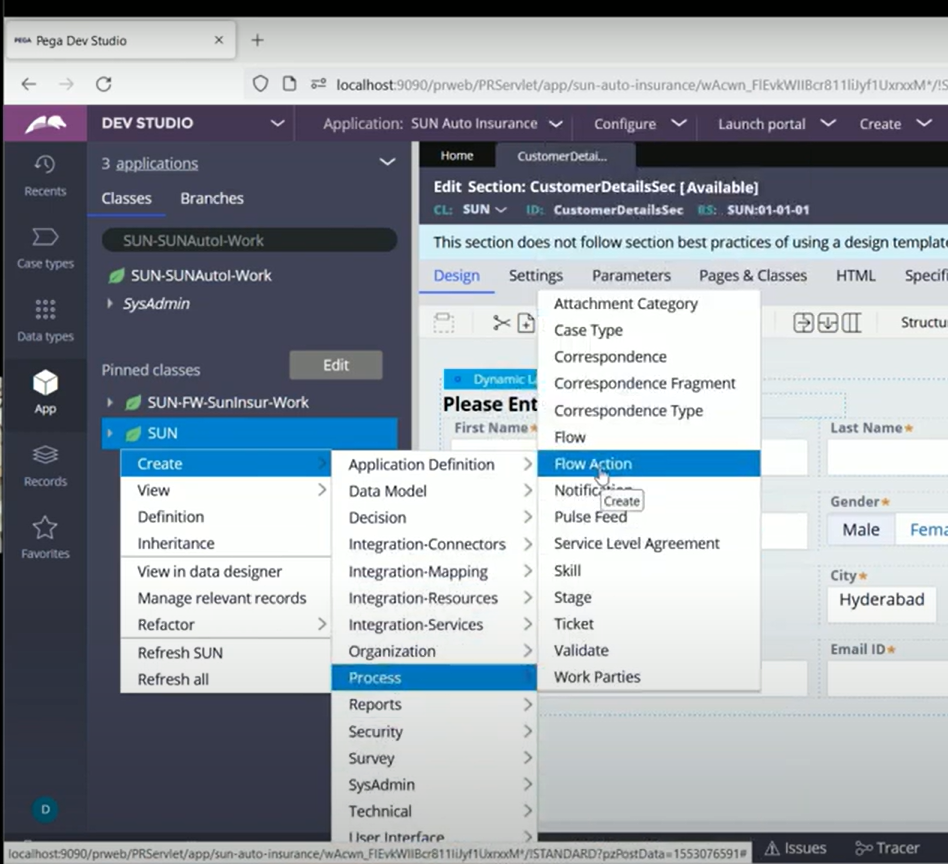 PEGA Pega Dev Studio
localhost:9090/prweb/PRServlet/app/sun-auto-insurance/
DEV STUDIO
Application: SUN Auto Insurance
Configure
Launch portal
Create
Recents
Case types
Data types
App
Records
Favorites
D
3 applications
Classes
Branches
SUN-SUNAutoI-Work
SUN-SUNAutoI-Work
SysAdmin
Pinned classes
Edit
SUN-FW-SunInsur-Work
SUN
Create
View
Definition
Inheritance
View in data designer
Manage relevant records
Refactor
Refresh SUN
Refresh all
Application Definition
Data Model
Decision
Integration-Connectors
Integration-Mapping
Integration-Resources
Integration-Services
Organization
Process
Reports
Security
Survey
SysAdmin
Technical
User Interface
Attachment Category
Case Type
Correspondence
Correspondence Fragment
Correspondence Type
Flow
Flow Action
Notification
Create
Pulse Feed
Service Level Agreement
Skill
Stage
Ticket
Validate
Work Parties
Home
CustomerDetai...
Edit Section: CustomerDetailsSec [Available]
CL: SUN ID: CustomerDetailsSec RS: SUN:01-01-01
This section does not follow section best practices of using a design templat
Design
Settings
Parameters
Pages & Classes
HTML
Specifi
Structu
Dynamic La
Please Ent
First Name*
Last Name*
Gender*
Male
Fema
City*
Hyderabad
Email ID*
localhost:9090/prweb/PRServlet/app/sun-auto-insurance/
Issues
Tracer